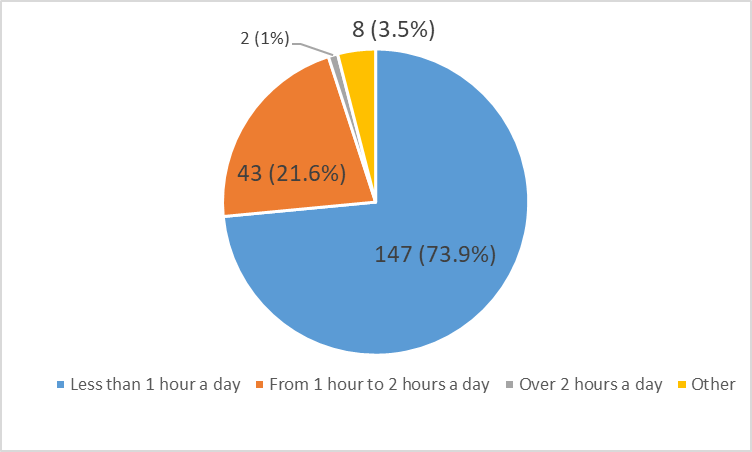 8 (3.5%)
2 (1%)
43 (21.6%)
147 (73.9%)
Less than 1 hour a day From 1 hour to 2 hours a day Over 2 hours a day Other